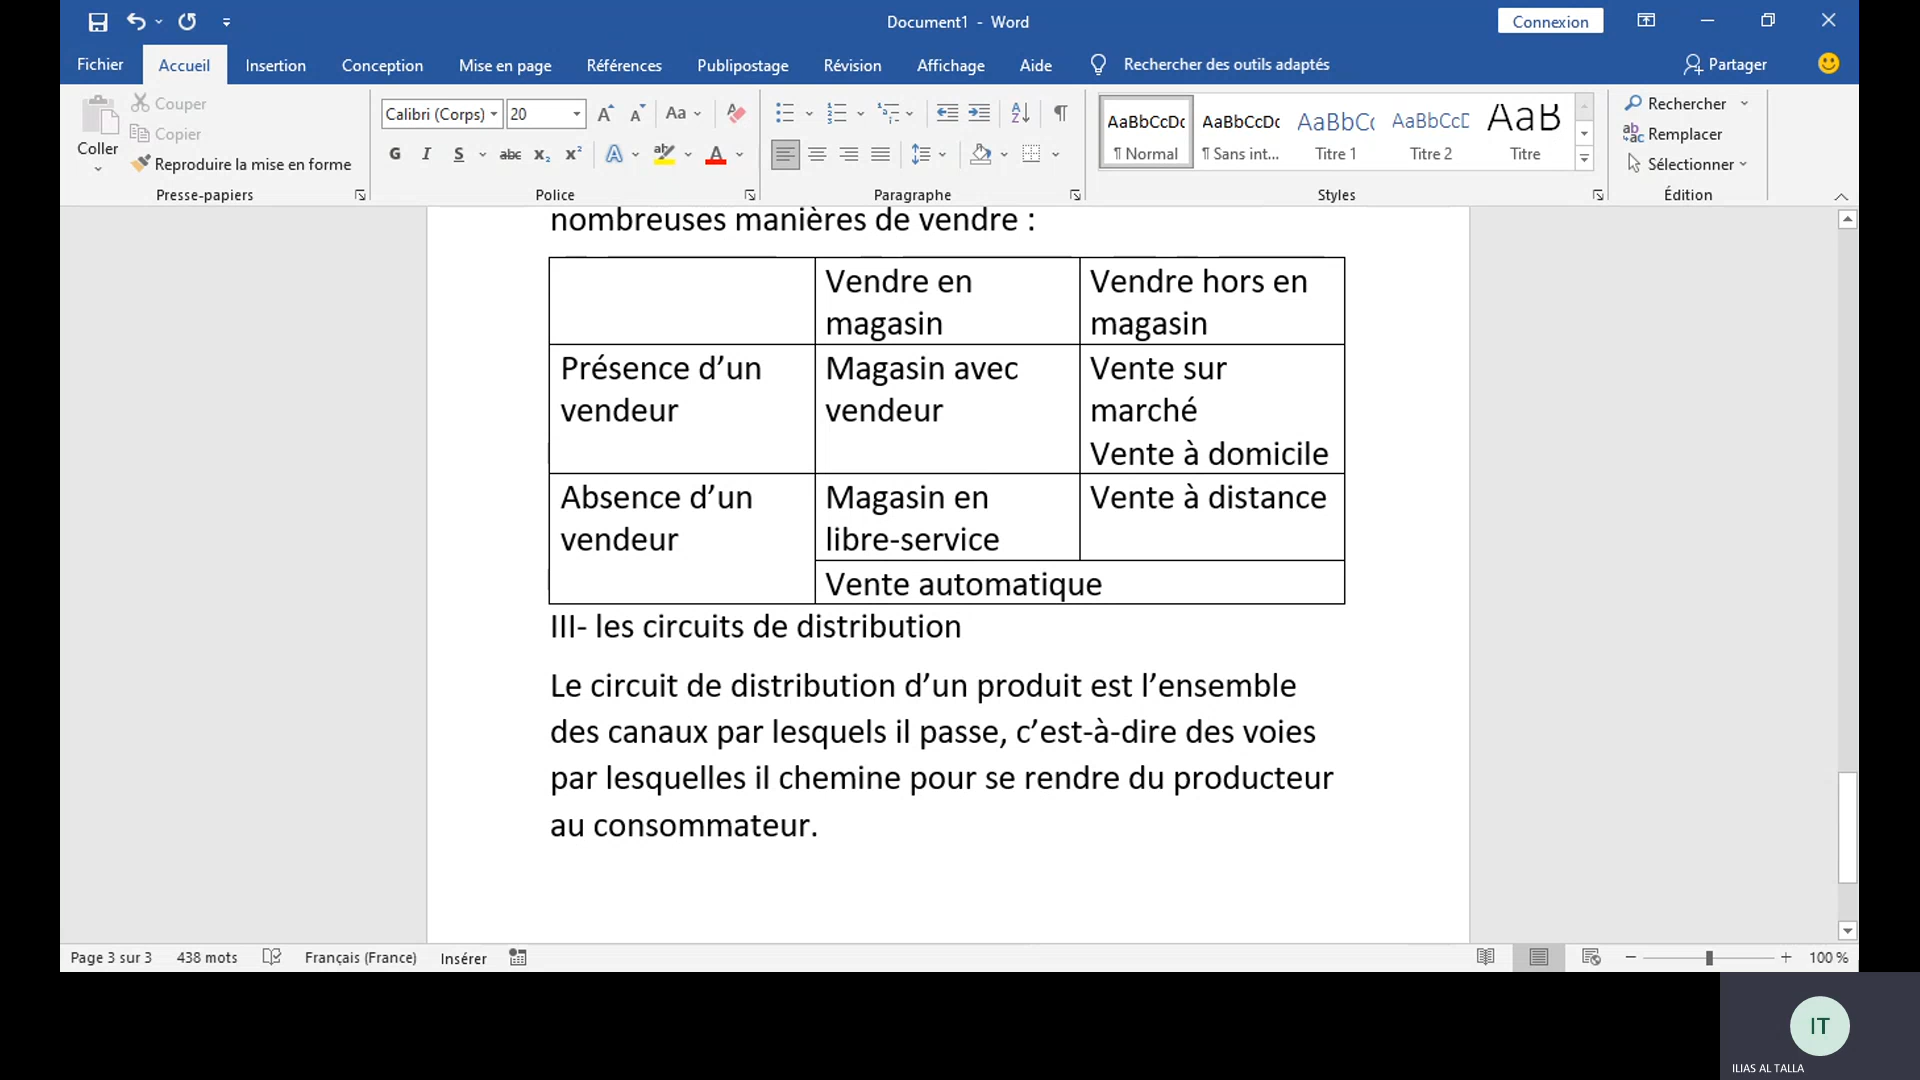 Document1 - Word
Connexion
Fichier Accueil Insertion Conception Mise en page Références Publipostage Révision Affichage Aide Rechercher des outils adaptés Partager
Coller
Couper
Copier
Reproduire la mise en forme
Presse-papiers
Calibri (Corps) 20
Aa
G I S abc x₂ x²
Police
Paragraphe
AaBbCcDc AaBbCcDc AaBbCc AaBbCcD AaB
¶ Normal ¶ Sans int... Titre 1 Titre 2 Titre
Styles
Rechercher
Remplacer
Sélectionner
Édition
nombreuses manières de vendre :
Vendre en
magasin
Vendre hors en
magasin
Présence d’un
vendeur
Magasin avec
vendeur
Vente sur
marché
Vente à domicile
Absence d’un
vendeur
Magasin en
libre-service
Vente à distance
Vente automatique
III- les circuits de distribution
Le circuit de distribution d’un produit est l’ensemble
des canaux par lesquels il passe, c’est-à-dire des voies
par lesquelles il chemine pour se rendre du producteur
au consommateur.
Page 3 sur 3 438 mots Français (France) Insérer 100 %
IT
ILIAS AL TALLA